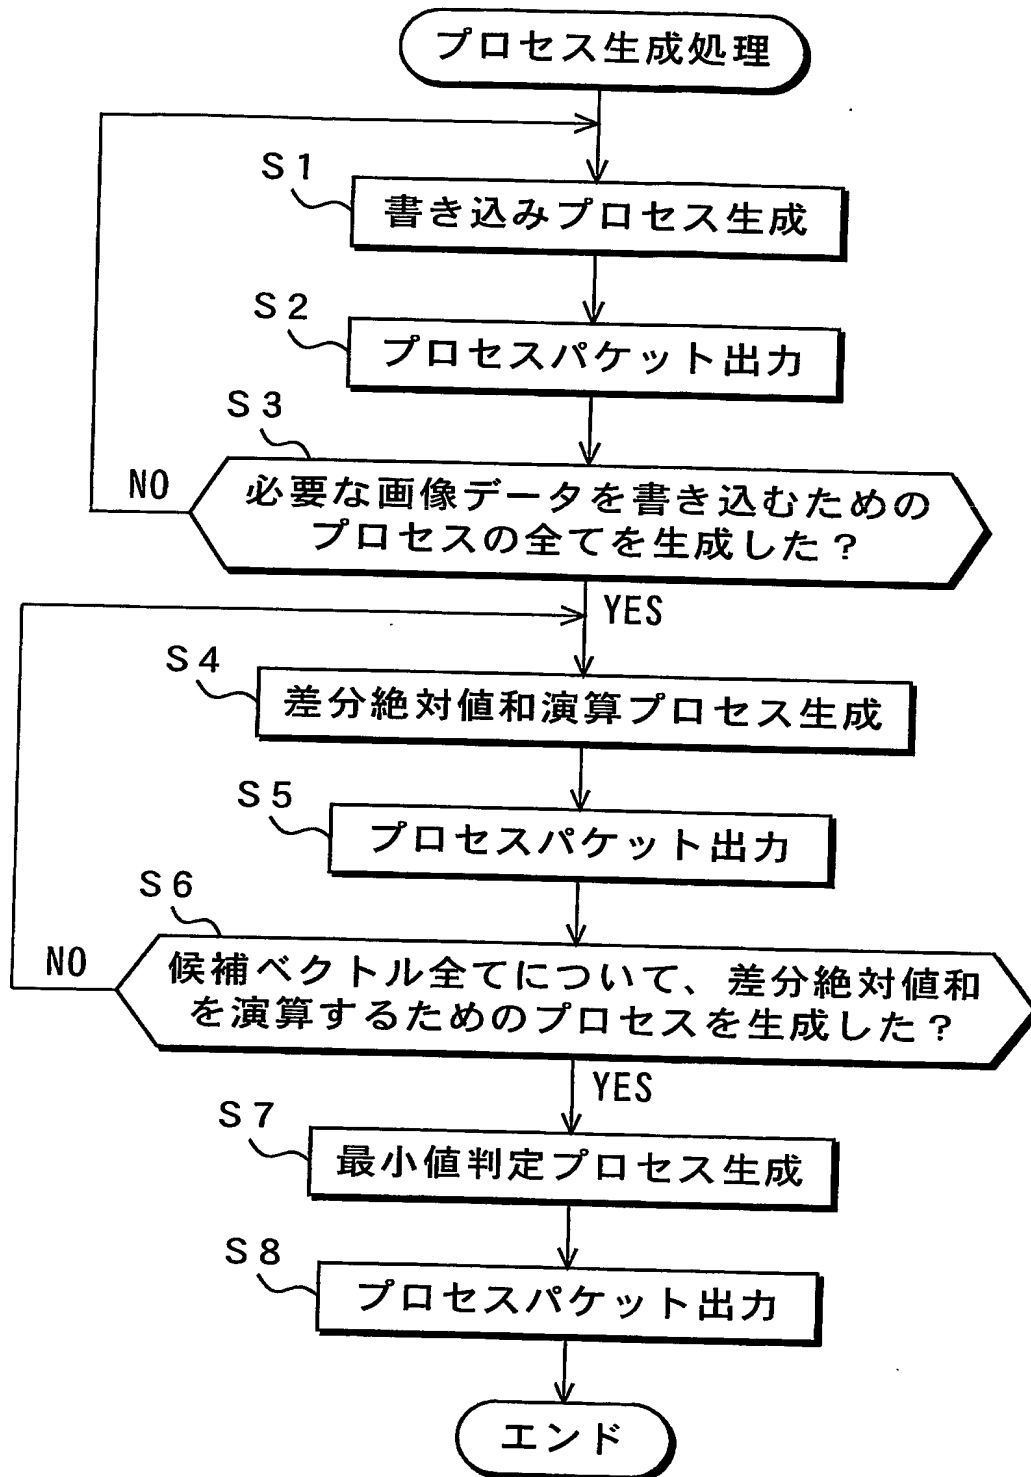 プロセス生成処理
S1
書き込みプロセス生成
S2
プロセスパケット出力
S3
NO
必要な画像データを書き込むための
プロセスの全てを生成した?
YES
S4
差分絶対値和演算プロセス生成
S5
プロセスパケット出力
S6
NO
候補ベクトル全てについて、差分絶対値和
を演算するためのプロセスを生成した?
YES
S7
最小値判定プロセス生成
S8
プロセスパケット出力
エンド